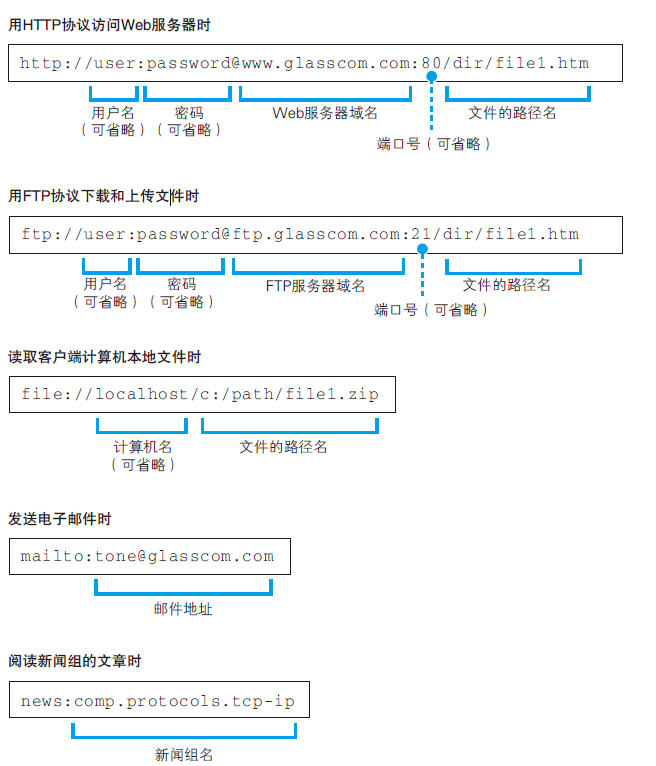 用HTTP协议访问Web服务器时
http://user:password@www.glasscom.com:80/dir/file1.htm
用户名 密码 Web服务器域名 文件的路径名
（可省略）（可省略）
端口号（可省略）
用FTP协议下载和上传文件时
ftp://user:password@ftp.glasscom.com:21/dir/file1.htm
用户名 密码 FTP服务器域名 文件的路径名
（可省略）（可省略）
端口号（可省略）
读取客户端计算机本地文件时
file://localhost/c:/path/file1.zip
计算机名 文件的路径名
（可省略）
发送电子邮件时
mailto:tone@glasscom.com
邮件地址
阅读新闻组的文章时
news:comp.protocols.tcp-ip
新闻组名